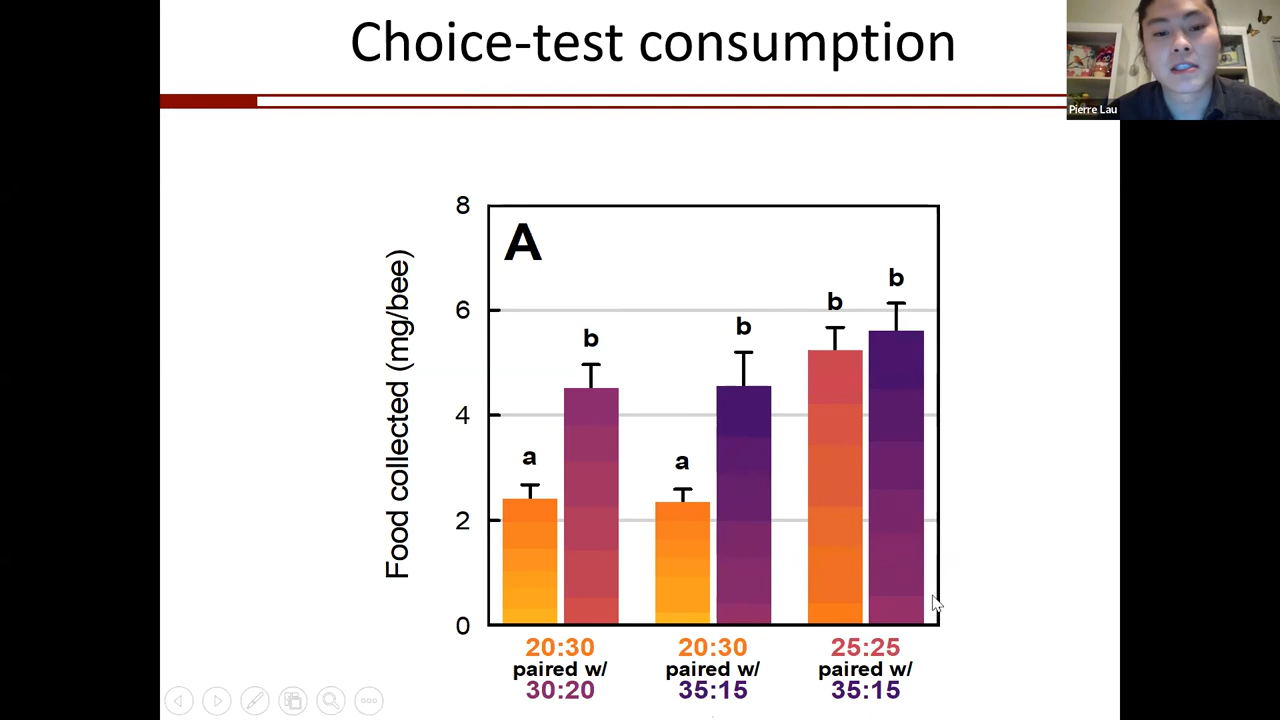 Choice-test consumption
Pierre Lau
A
Food collected (mg/bee)
8
6
4
2
0
a
b
a
b
b
b
20:30
paired w/
30:20
20:30
paired w/
35:15
25:25
paired w/
35:15